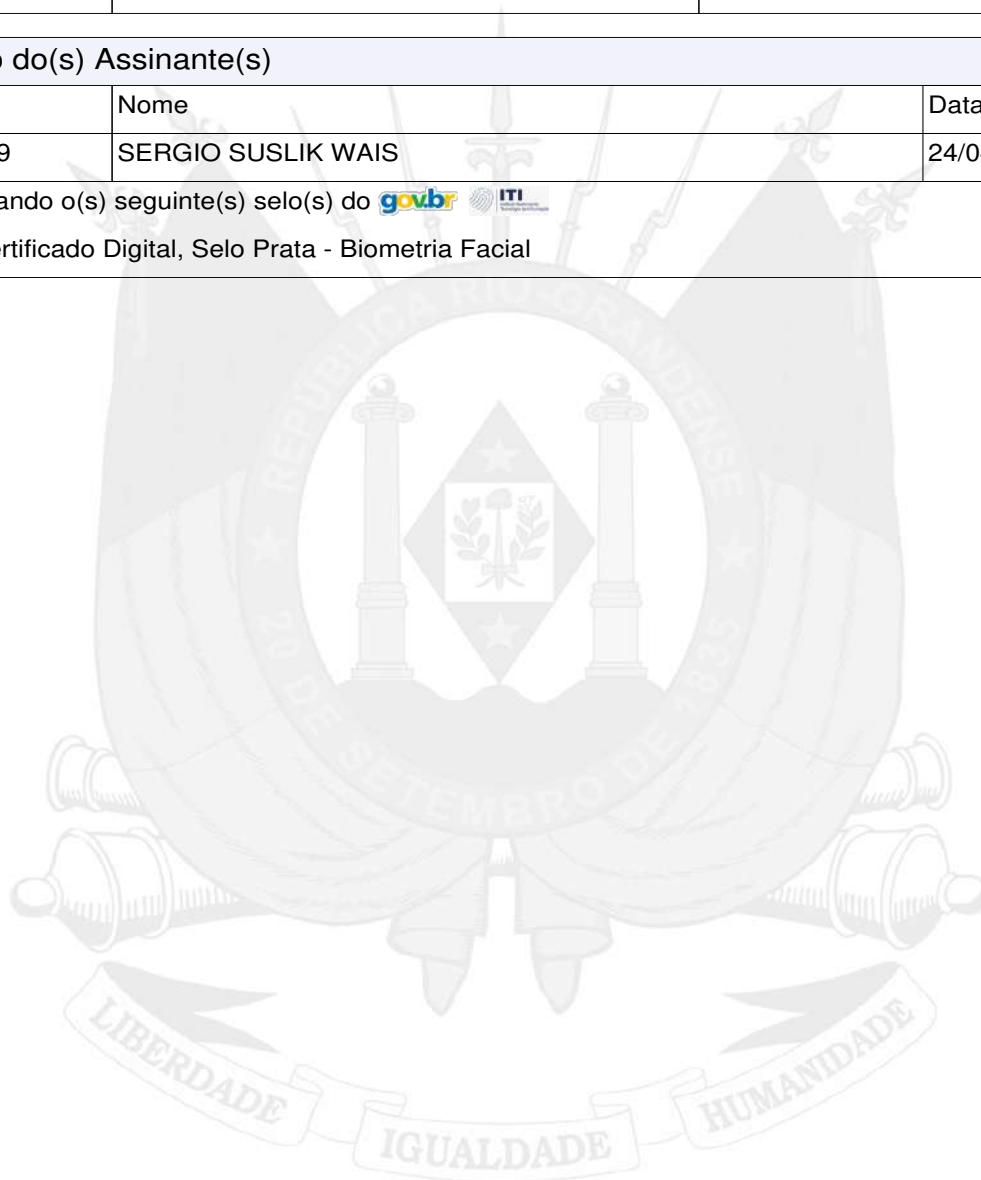 do(s) Assinante(s)
Nome Data
9 SERGIO SUSLIK WAIS 24/0
ando o(s) seguinte(s) selo(s) do gov.br ITI
ertificado Digital, Selo Prata - Biometria Facial
REPÚBLICA RIO-GRANDENSE
★ 20 DE SETEMBRO DE 1835 ★
LIBERDADE IGUALDADE HUMANIDADE